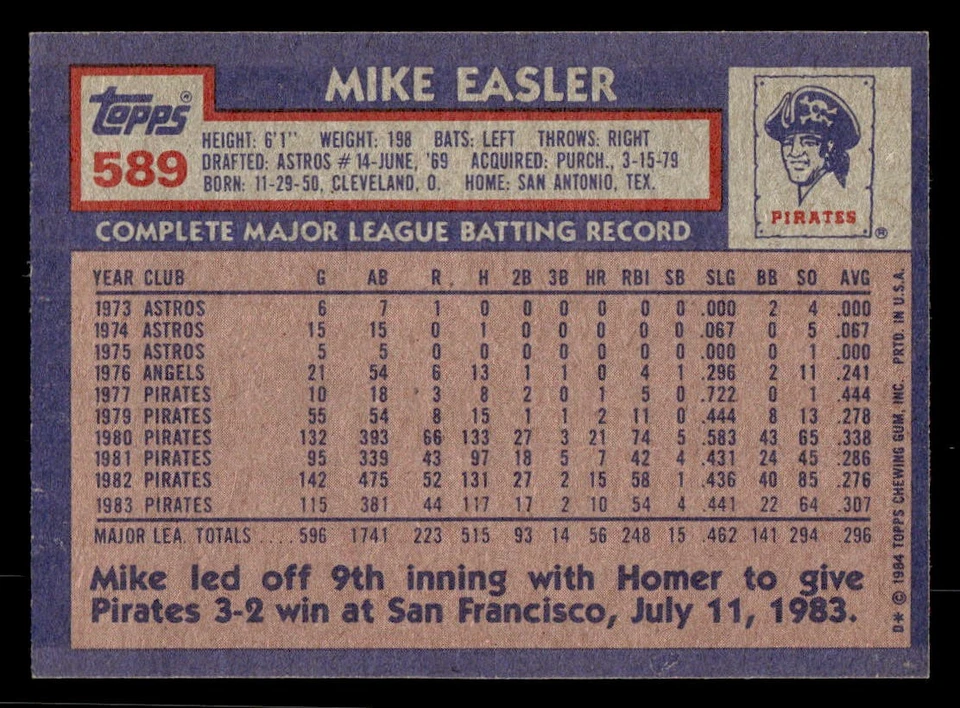 MIKE EASLER
TOPPS®
589
HEIGHT: 6'1" WEIGHT: 198 BATS: LEFT THROWS: RIGHT
DRAFTED: ASTROS #14-JUNE, '69 ACQUIRED: PURCH., 3-15-79
BORN: 11-29-50, CLEVELAND, O. HOME: SAN ANTONIO, TEX.
PIRATES®
COMPLETE MAJOR LEAGUE BATTING RECORD
YEAR CLUB G AB R H 2B 3B HR RBI SB SLG BB SO AVG
1973 ASTROS 6 7 1 0 0 0 0 0 0 .000 2 4 .000
1974 ASTROS 15 15 0 1 0 0 0 0 0 .067 0 5 .067
1975 ASTROS 5 5 0 0 0 0 0 0 0 .000 0 1 .000
1976 ANGELS 21 54 6 13 1 1 0 4 1 .296 2 11 .241
1977 PIRATES 10 18 3 8 2 0 1 5 0 .722 0 1 .444
1979 PIRATES 55 54 8 15 1 1 2 11 0 .444 8 13 .278
1980 PIRATES 132 393 66 133 27 3 21 74 5 .583 43 65 .338
1981 PIRATES 95 339 43 97 18 5 7 42 4 .431 24 45 .286
1982 PIRATES 142 475 52 131 27 2 15 58 1 .436 40 85 .276
1983 PIRATES 115 381 44 117 17 2 10 54 4 .441 22 64 .307
MAJOR LEA. TOTALS .... 596 1741 223 515 93 14 56 248 15 .462 141 294 .296
Mike led off 9th inning with Homer to give
Pirates 3-2 win at San Francisco, July 11, 1983.
D* © 1984 TOPPS CHEWING GUM, INC. PRTD. IN U.S.A.